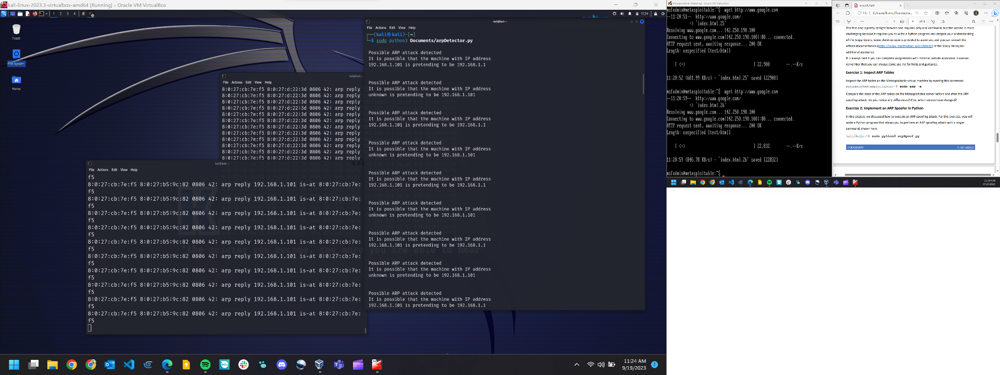 kali-linux-2023.3-virtualbox-amd64 [Running] - Oracle VM VirtualBox
1 2 3 4
11:24
Trash
File System
Home
kali@kali: ~
File Actions Edit View Help
8:0:27:cb:7e:f5 8:0:27:d:22:3d 0806 42: arp reply
8:0:27:cb:7e:f5 8:0:27:d:22:3d 0806 42: arp reply
8:0:27:cb:7e:f5 8:0:27:d:22:3d 0806 42: arp reply
8:0:27:cb:7e:f5 8:0:27:d:22:3d 0806 42: arp reply
8:0:27:cb:7e:f5 8:0:27:d:22:3d 0806 42: arp reply
8:0:27:cb:7e:f5 8:0:27:d:22:3d 0806 42: arp reply
8:0:27:cb:7e:f5 8:0:27:d:22:3d 0806 42: arp reply
8:0:27:cb:7e:f5 8:0:27:d:22:3d 0806 42: arp reply
8:0:27:cb:7e:f5 8:0:27:d:22:3d 0806 42: arp reply
8:0:27:cb:7e:f5 8:0:27:d:22:3d 0806 42: arp reply
8:0:27:cb:7e:f5 8:0:27:d:22:3d 0806 42: arp reply
8:0:27:cb:7e:f5 8:0:27:d:22:3d 0806 42: arp reply
kali@kali: ~
File Actions Edit View Help
f5
8:0:27:cb:7e:f5 8:0:27:b5:9c:82 0806 42: arp reply 192.168.1.101 is-at 8:0:27:cb:7e:
f5
8:0:27:cb:7e:f5 8:0:27:b5:9c:82 0806 42: arp reply 192.168.1.101 is-at 8:0:27:cb:7e:
f5
8:0:27:cb:7e:f5 8:0:27:b5:9c:82 0806 42: arp reply 192.168.1.101 is-at 8:0:27:cb:7e:
f5
8:0:27:cb:7e:f5 8:0:27:b5:9c:82 0806 42: arp reply 192.168.1.101 is-at 8:0:27:cb:7e:
f5
8:0:27:cb:7e:f5 8:0:27:b5:9c:82 0806 42: arp reply 192.168.1.101 is-at 8:0:27:cb:7e:
f5
8:0:27:cb:7e:f5 8:0:27:b5:9c:82 0806 42: arp reply 192.168.1.101 is-at 8:0:27:cb:7e:
f5
8:0:27:cb:7e:f5 8:0:27:b5:9c:82 0806 42: arp reply 192.168.1.101 is-at 8:0:27:cb:7e:
f5
8:0:27:cb:7e:f5 8:0:27:b5:9c:82 0806 42: arp reply 192.168.1.101 is-at 8:0:27:cb:7e:
f5
8:0:27:cb:7e:f5 8:0:27:b5:9c:82 0806 42: arp reply 192.168.1.101 is-at 8:0:27:cb:7e:
f5
8:0:27:cb:7e:f5 8:0:27:b5:9c:82 0806 42: arp reply 192.168.1.101 is-at 8:0:27:cb:7e:
f5
"the quieter you become, the more you are able to hear
kali@kali: ~
File Actions Edit View Help
(kali㉿kali)-[~]
$ sudo python3 Documents/arpDetector.py
Possible ARP attack detected
It is possible that the machine with IP address
192.168.1.101 is pretending to be 192.168.1.1
Possible ARP attack detected
It is possible that the machine with IP address
unknown is pretending to be 192.168.1.101
Possible ARP attack detected
It is possible that the machine with IP address
192.168.1.101 is pretending to be 192.168.1.1
Possible ARP attack detected
It is possible that the machine with IP address
unknown is pretending to be 192.168.1.101
Possible ARP attack detected
It is possible that the machine with IP address
192.168.1.101 is pretending to be 192.168.1.1
Possible ARP attack detected
It is possible that the machine with IP address
unknown is pretending to be 192.168.1.101
Possible ARP attack detected
It is possible that the machine with IP address
192.168.1.101 is pretending to be 192.168.1.1
Possible ARP attack detected
It is possible that the machine with IP address
unknown is pretending to be 192.168.1.101
Possible ARP attack detected
It is possible that the machine with IP address
192.168.1.101 is pretending to be 192.168.1.1
11:24 AM
9/19/2023
2
Metasploitable [Running] - Oracle VM VirtualBox
msfadmin@metasploitable:~$ wget http://www.google.com
--11:20:51-- http://www.google.com/
=> `index.html.25'
Resolving www.google.com... 142.250.190.100
Connecting to www.google.com|142.250.190.100|:80... connected.
HTTP request sent, awaiting response... 200 OK
Length: unspecified [text/html]
[ <=> ] 22,900 --.--K/s
11:20:52 (681.99 KB/s) - `index.html.25' saved [22900]
msfadmin@metasploitable:~$ wget http://www.google.com
--11:20:59-- http://www.google.com/
=> `index.html.26'
Resolving www.google.com... 142.250.190.100
Connecting to www.google.com|142.250.190.100|:80... connected.
HTTP request sent, awaiting response... 200 OK
Length: unspecified [text/html]
[ <=> ] 22,832 --.--K/s
11:20:59 (846.78 KB/s) - `index.html.26' saved [22832]
msfadmin@metasploitable:~$ _
project_1.pdf
File C:/Users/thomc/Desktop/pr...
9 of 11
The first one is pretty straight forward and requires only one command, but the second is more
challenging because it requires you to write a Python program and deepen your understanding
of the Scapy library. Some skeleton code is provided to assist you and you can consult the
official documentation (https://scapy.readthedocs.io/en/latest/) of the Scapy library for
additional assistance.
It is always best if you can complete assignments with minimal outside assistance. However,
remember that you can always come see me for hints and guidance.
Exercise 1: Inspect ARP Tables
Inspect the ARP tables on the Metasploitable virtual machine by running this command:
msfadmin@metasploitable:~$ sudo arp -a
Compare the state of the ARP tables on the Metasploitable server before and after the ARP
spoofing attack. Do you notice any differences? If so, which entries have changed?
Exercise 2: Implement an ARP Spoofer in Python
In this project, we discussed how to execute an ARP spoofing attack. For this exercise, you will
write a Python program that allows you to perform an ARP spoofing attack with a single
command, shown here:
kali@kali:~$ sudo python3 arpSpoof.py
CYBERSECURITY
11:24 AM
9/19/2023